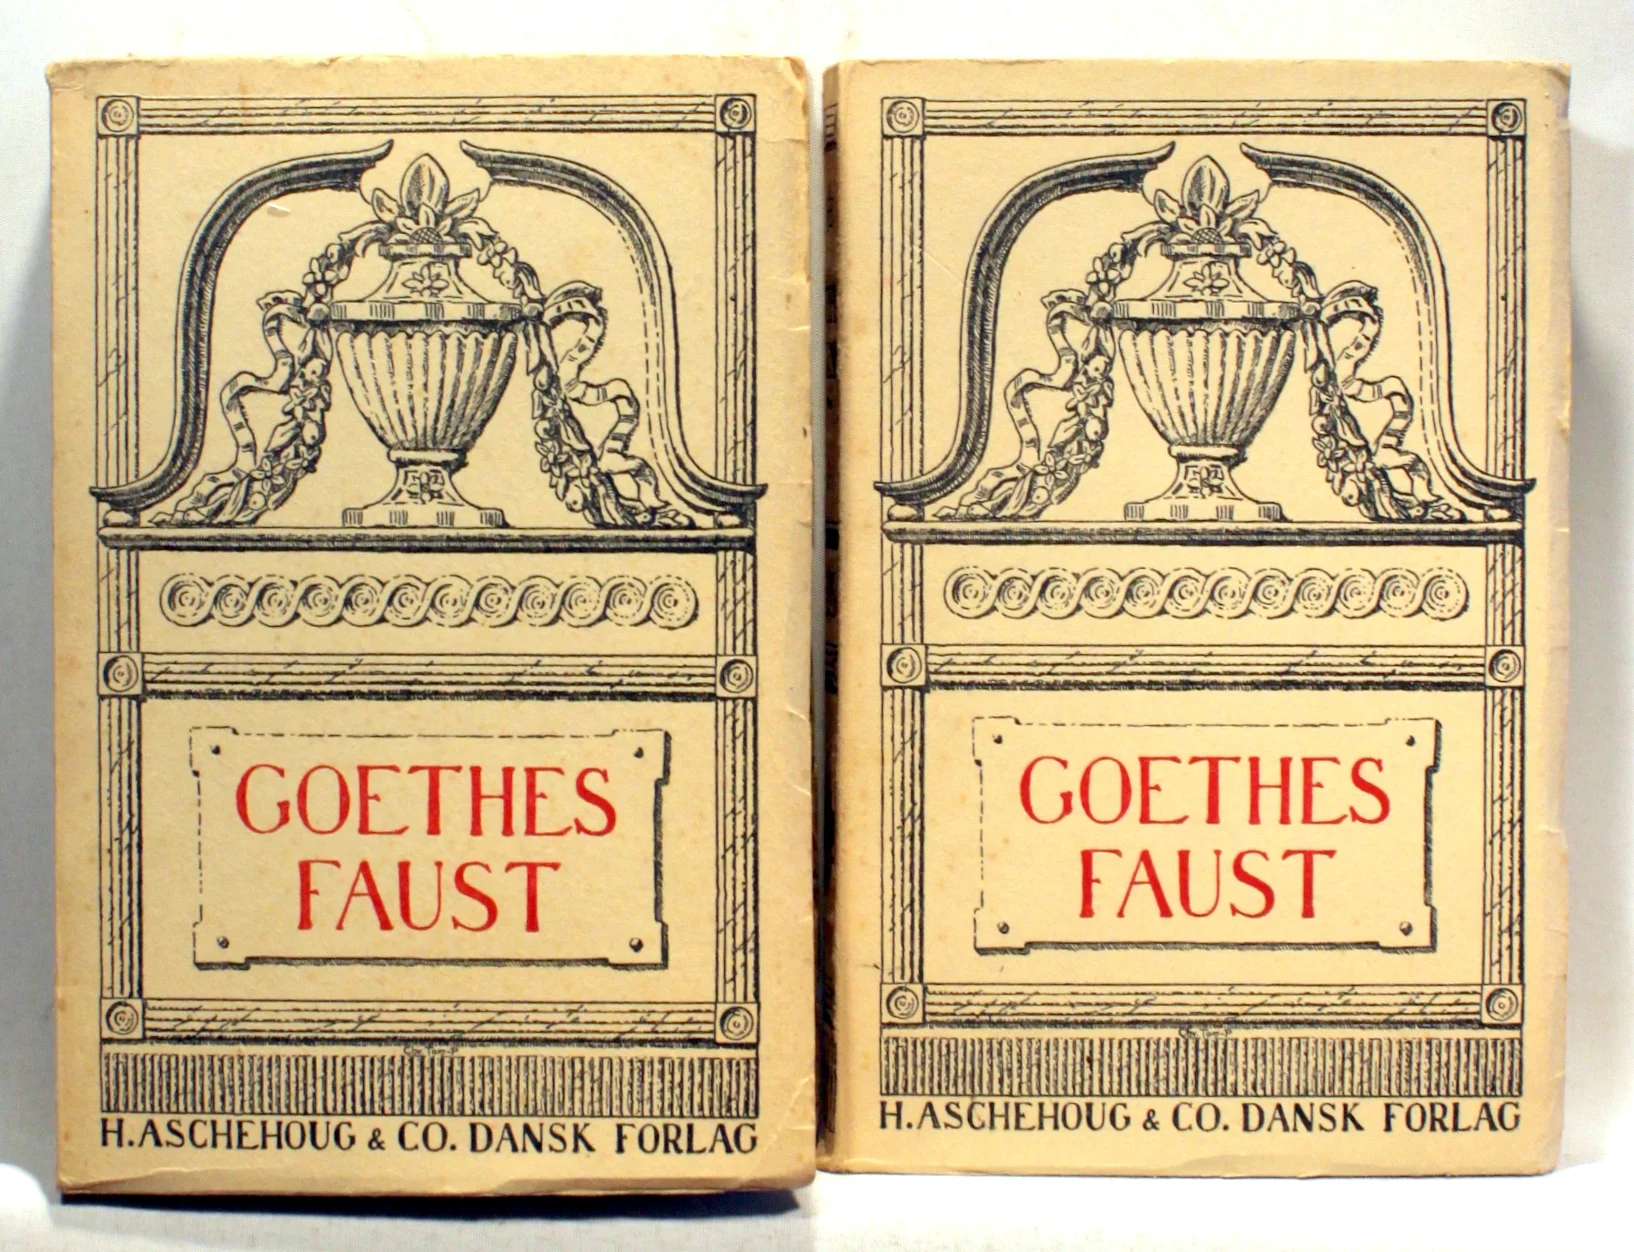 GOETHES
FAUST
H. ASCHEHOUG & CO. DANSK FORLAG
GOETHES
FAUST
H. ASCHEHOUG & CO. DANSK FORLAG